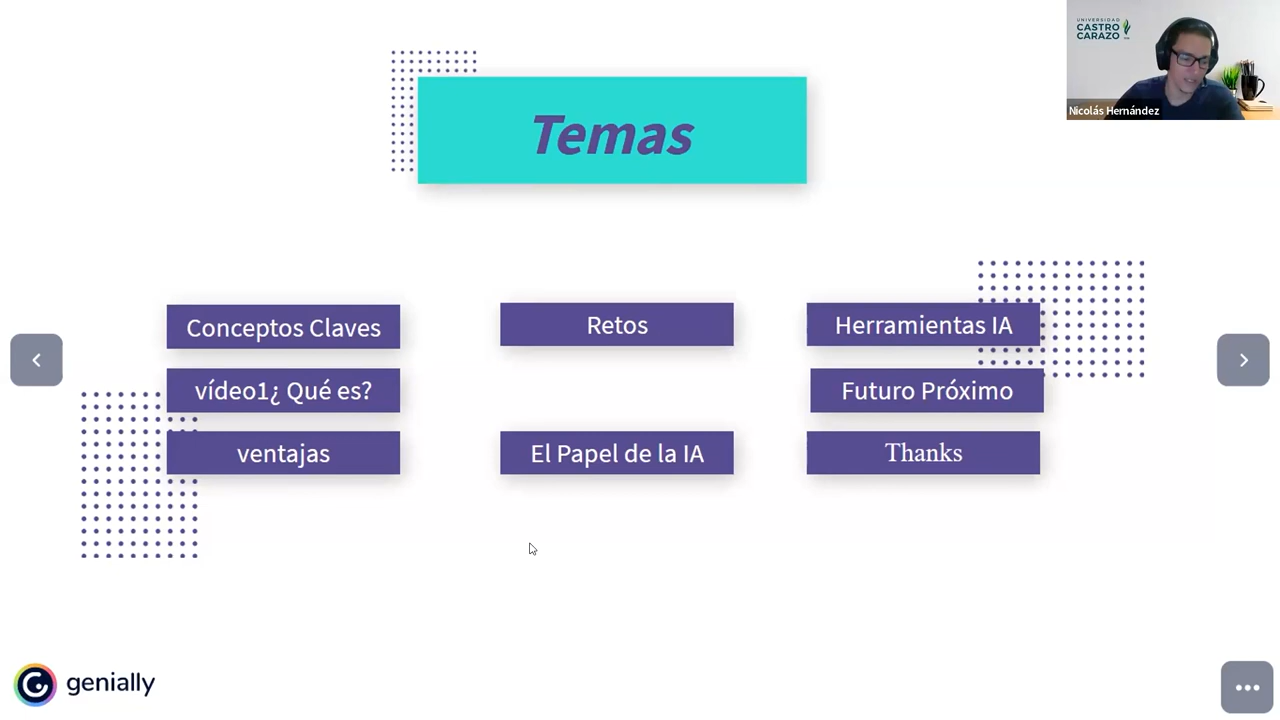 Temas
Conceptos Claves
vídeo1¿ Qué es?
ventajas
Retos
El Papel de la IA
Herramientas IA
Futuro Próximo
Thanks
UNIVERSIDAD
CASTRO
CARAZO
Nicolás Hernández
genially